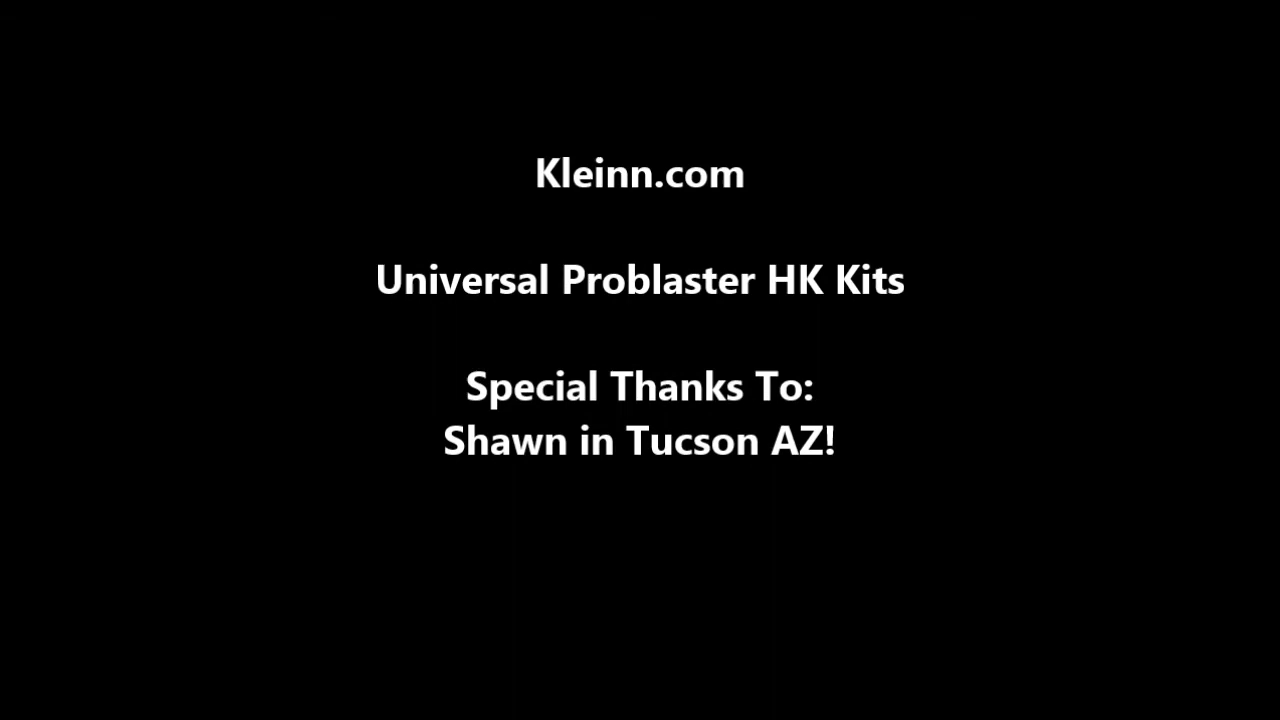 Kleinn.com
Universal Problaster HK Kits
Special Thanks To:
Shawn in Tucson AZ!